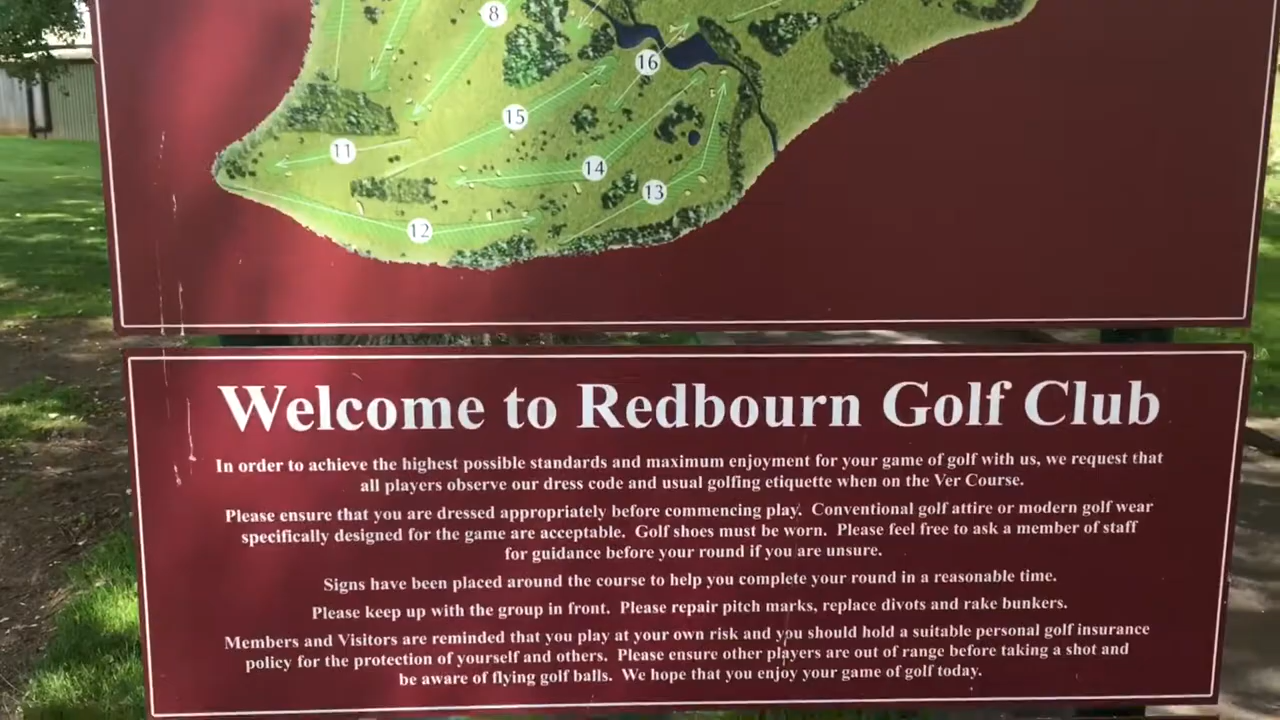 8
16
15
11
14
13
12
Welcome to Redbourn Golf Club
In order to achieve the highest possible standards and maximum enjoyment for your game of golf with us, we request that
all players observe our dress code and usual golfing etiquette when on the Ver Course.
Please ensure that you are dressed appropriately before commencing play. Conventional golf attire or modern golf wear
specifically designed for the game are acceptable. Golf shoes must be worn. Please feel free to ask a member of staff
for guidance before your round if you are unsure.
Signs have been placed around the course to help you complete your round in a reasonable time.
Please keep up with the group in front. Please repair pitch marks, replace divots and rake bunkers.
Members and Visitors are reminded that you play at your own risk and you should hold a suitable personal golf insurance
policy for the protection of yourself and others. Please ensure other players are out of range before taking a shot and
be aware of flying golf balls. We hope that you enjoy your game of golf today.